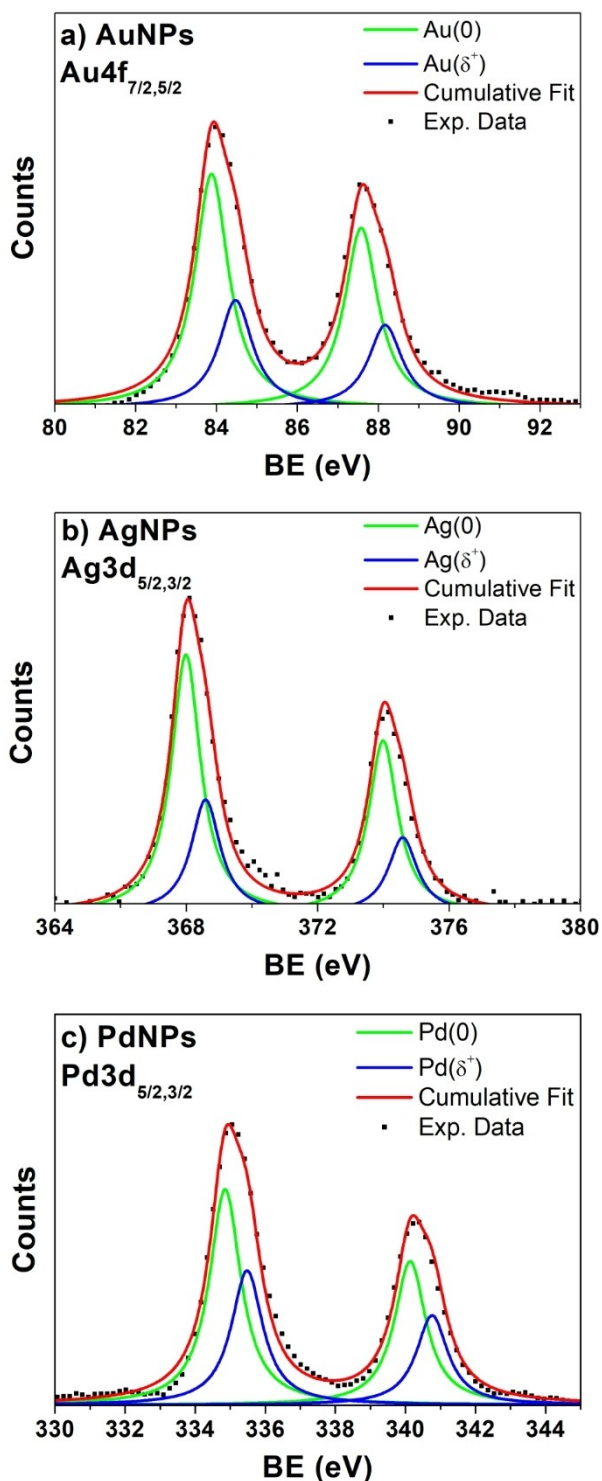 a) AuNPs
Au4f7/2,5/2
Au(0)
Au(δ+)
Cumulative Fit
Exp. Data
Counts
80 82 84 86 88 90 92
BE (eV)
b) AgNPs
Ag3d5/2,3/2
Ag(0)
Ag(δ+)
Cumulative Fit
Exp. Data
Counts
364 368 372 376 380
BE (eV)
c) PdNPs
Pd3d5/2,3/2
Pd(0)
Pd(δ+)
Cumulative Fit
Exp. Data
Counts
330 332 334 336 338 340 342 344
BE (eV)